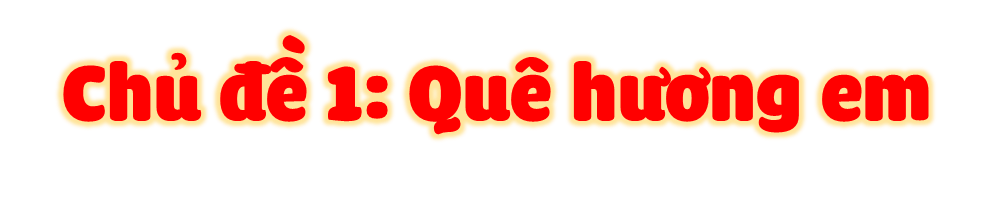 Chủ đề 1: Quê hương em